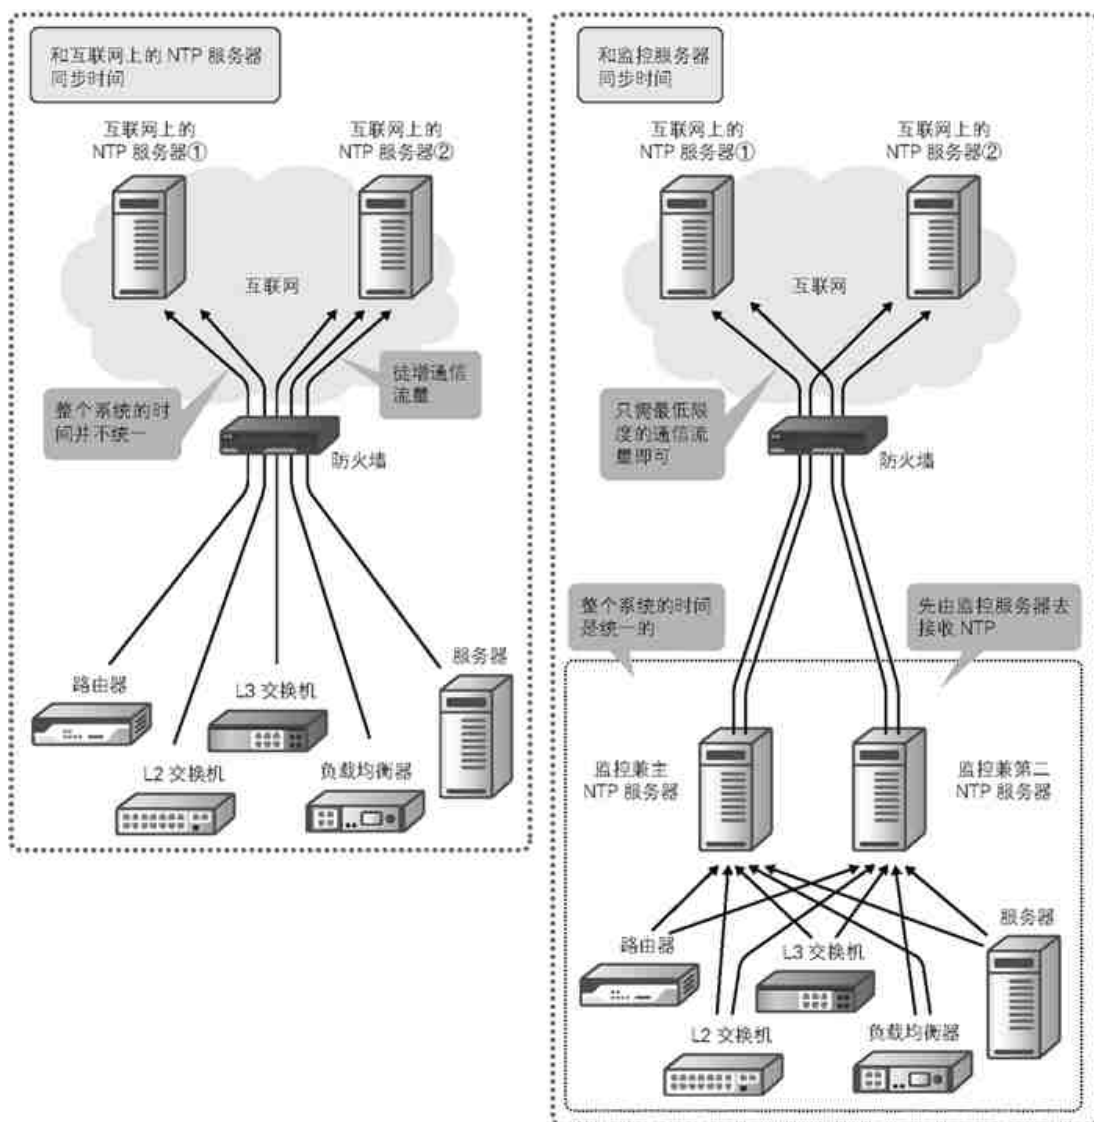 和互联网上的 NTP 服务器
同步时间
互联网上的
NTP 服务器①
互联网上的
NTP 服务器②
互联网
整个系统的时
间并不统一
徒增通信
流量
防火墙
路由器
L3 交换机
服务器
L2 交换机
负载均衡器
和监控服务器
同步时间
互联网上的
NTP 服务器①
互联网上的
NTP 服务器②
互联网
只需最低限
度的通信流
量即可
防火墙
整个系统的时间
是统一的
先由监控服务器去
接收 NTP
监控兼主
NTP 服务器
监控兼第二
NTP 服务器
路由器
L3 交换机
服务器
L2 交换机
负载均衡器